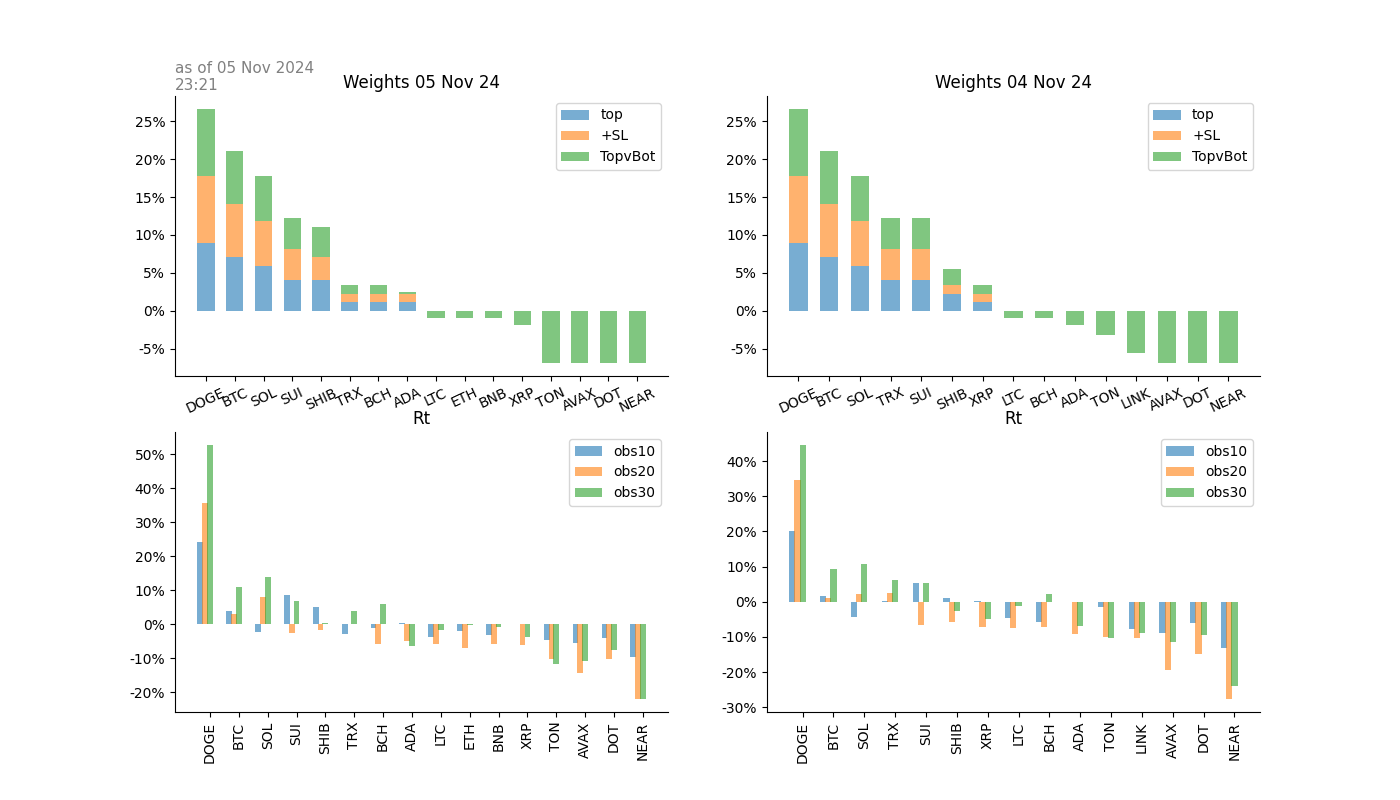 as of 05 Nov 2024
23:21
Weights 05 Nov 24
25%
20%
15%
10%
5%
0%
-5%
top
+SL
TopvBot
DOGE BTC SOL SUI SHIB TRX BCH ADA LTC ETH BNB XRP TON AVAX DOT NEAR
Weights 04 Nov 24
25%
20%
15%
10%
5%
0%
-5%
top
+SL
TopvBot
DOGE BTC SOL TRX SUI SHIB XRP LTC BCH ADA TON LINK AVAX DOT NEAR
Rt
50%
40%
30%
20%
10%
0%
-10%
-20%
obs10
obs20
obs30
DOGE BTC SOL SUI SHIB TRX BCH ADA LTC ETH BNB XRP TON AVAX DOT NEAR
Rt
40%
30%
20%
10%
0%
-10%
-20%
-30%
obs10
obs20
obs30
DOGE BTC SOL TRX SUI SHIB XRP LTC BCH ADA TON LINK AVAX DOT NEAR